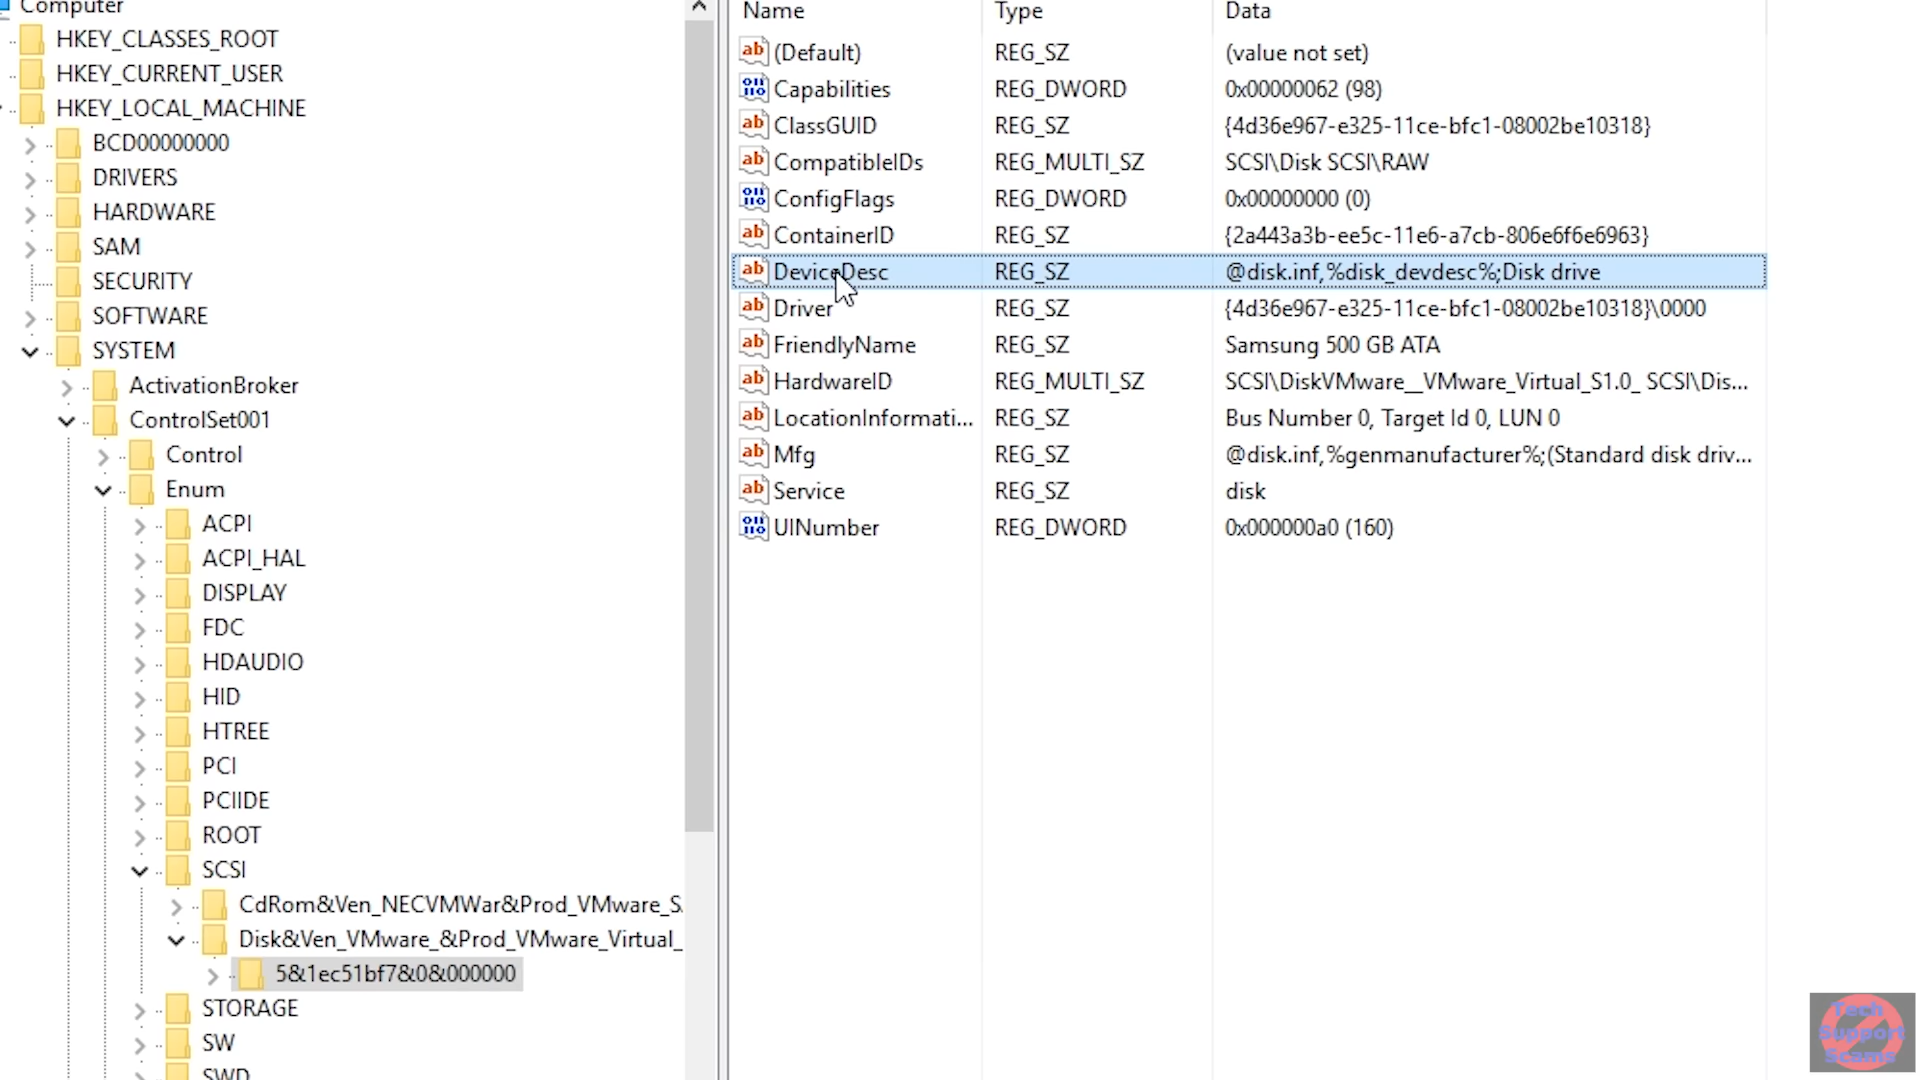 Computer
HKEY_CLASSES_ROOT
HKEY_CURRENT_USER
HKEY_LOCAL_MACHINE
BCD00000000
DRIVERS
HARDWARE
SAM
SECURITY
SOFTWARE
SYSTEM
ActivationBroker
ControlSet001
Control
Enum
ACPI
ACPI_HAL
DISPLAY
FDC
HDAUDIO
HID
HTREE
PCI
PCIIDE
ROOT
SCSI
CdRom&Ven_NECVMWar&Prod_VMware_S
Disk&Ven_VMware_&Prod_VMware_Virtual_
5&1ec51bf7&0&000000
STORAGE
SW
SWD
Name Type Data
(Default) REG_SZ (value not set)
Capabilities REG_DWORD 0x00000062 (98)
ClassGUID REG_SZ {4d36e967-e325-11ce-bfc1-08002be10318}
CompatibleIDs REG_MULTI_SZ SCSI\Disk SCSI\RAW
ConfigFlags REG_DWORD 0x00000000 (0)
ContainerID REG_SZ {2a443a3b-ee5c-11e6-a7cb-806e6f6e6963}
DeviceDesc REG_SZ @disk.inf,%disk_devdesc%;Disk drive
Driver REG_SZ {4d36e967-e325-11ce-bfc1-08002be10318}\0000
FriendlyName REG_SZ Samsung 500 GB ATA
HardwareID REG_MULTI_SZ SCSI\DiskVMware__VMware_Virtual_S1.0_ SCSI\Dis...
LocationInformati... REG_SZ Bus Number 0, Target Id 0, LUN 0
Mfg REG_SZ @disk.inf,%genmanufacturer%;(Standard disk driv...
Service REG_SZ disk
UINumber REG_DWORD 0x000000a0 (160)
Tech
Support
Scams